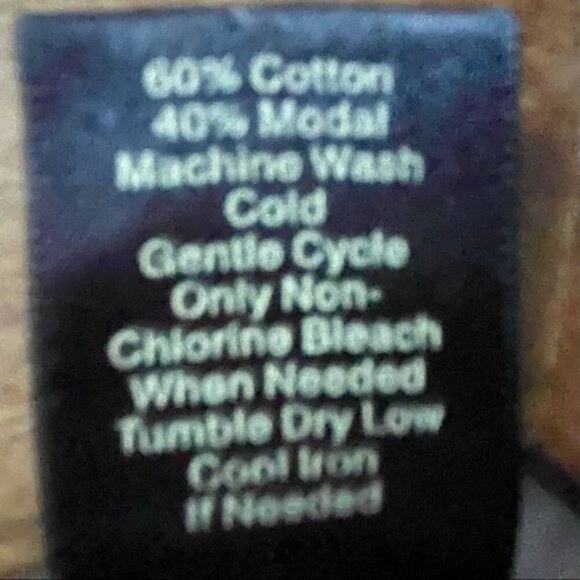 60% Cotton
40% Modal
Machine Wash
Cold
Gentle Cycle
Only Non-
Chlorine Bleach
When Needed
Tumble Dry Low
Cool Iron
If Needed